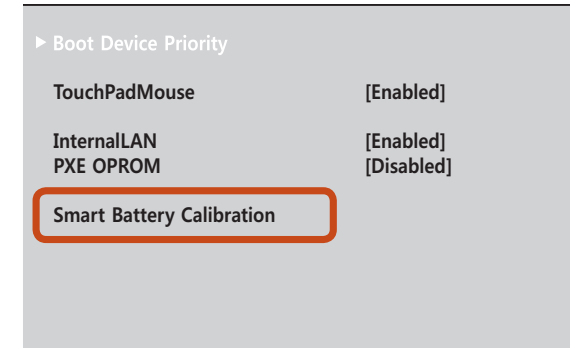 ▶ Boot Device Priority
TouchPadMouse [Enabled]
InternalLAN [Enabled]
PXE OPROM [Disabled]
Smart Battery Calibration